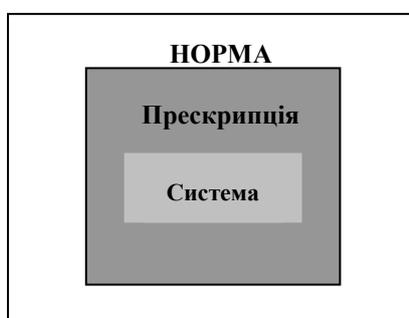 НОРМА
Прескрипція
Система